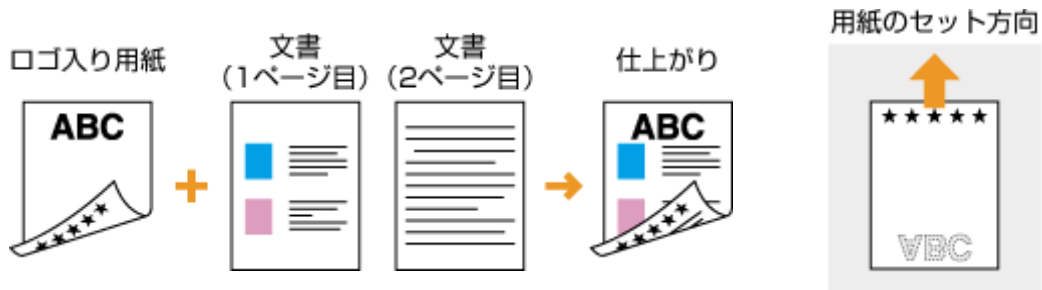 ロゴ入り用紙
文書
(1ページ目)
文書
(2ページ目)
仕上がり
用紙のセット方向
ABC
ABC
★★★★★
ABC